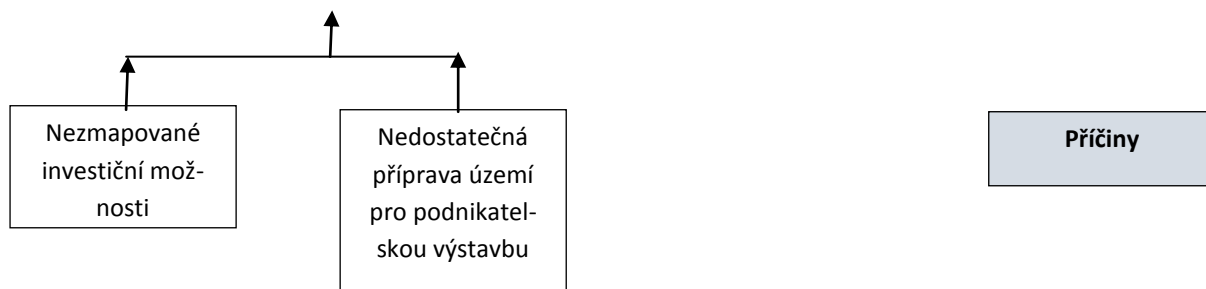 Nezmapované
investiční mož-
nosti
Nedostatečná
příprava území
pro podnikatel-
skou výstavbu
Příčiny